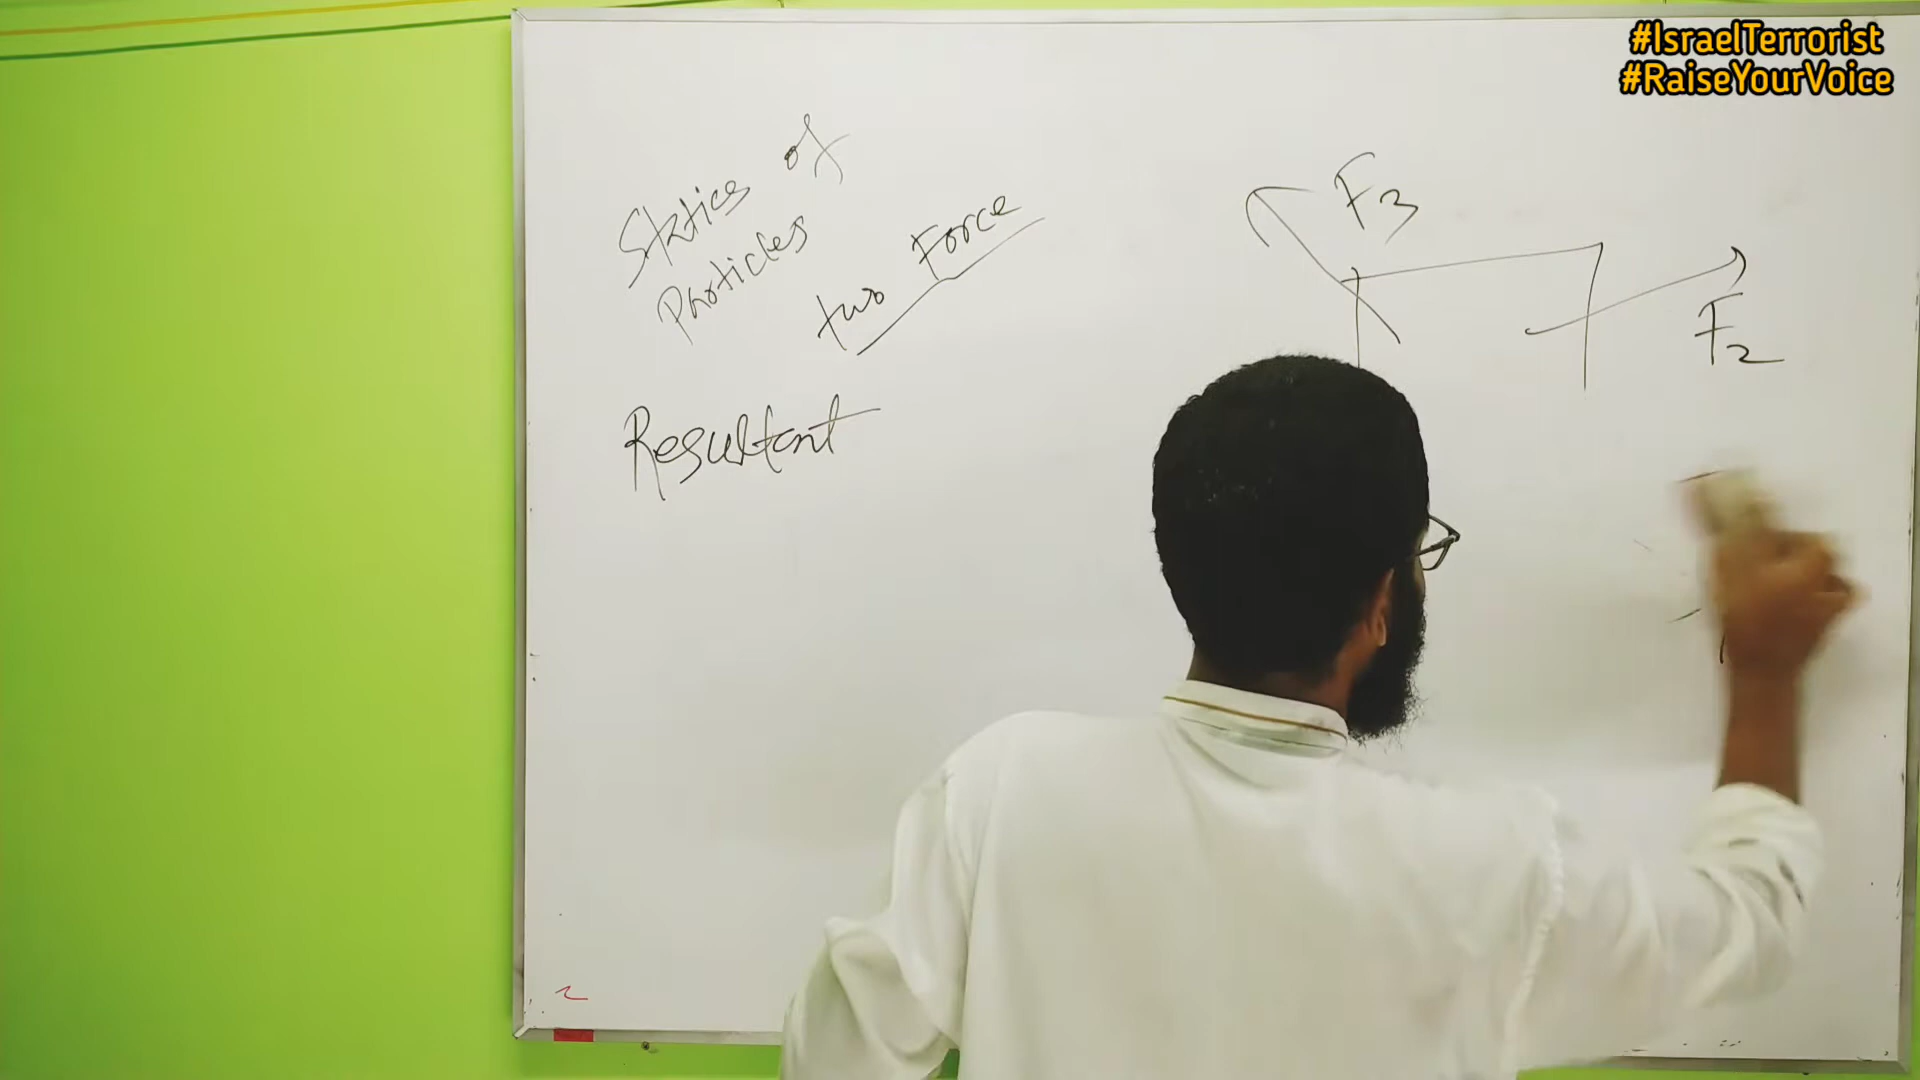 #IsraelTerrorist
#RaiseYourVoice
Statics of
Particles
two Force
Resultant
F3
F2